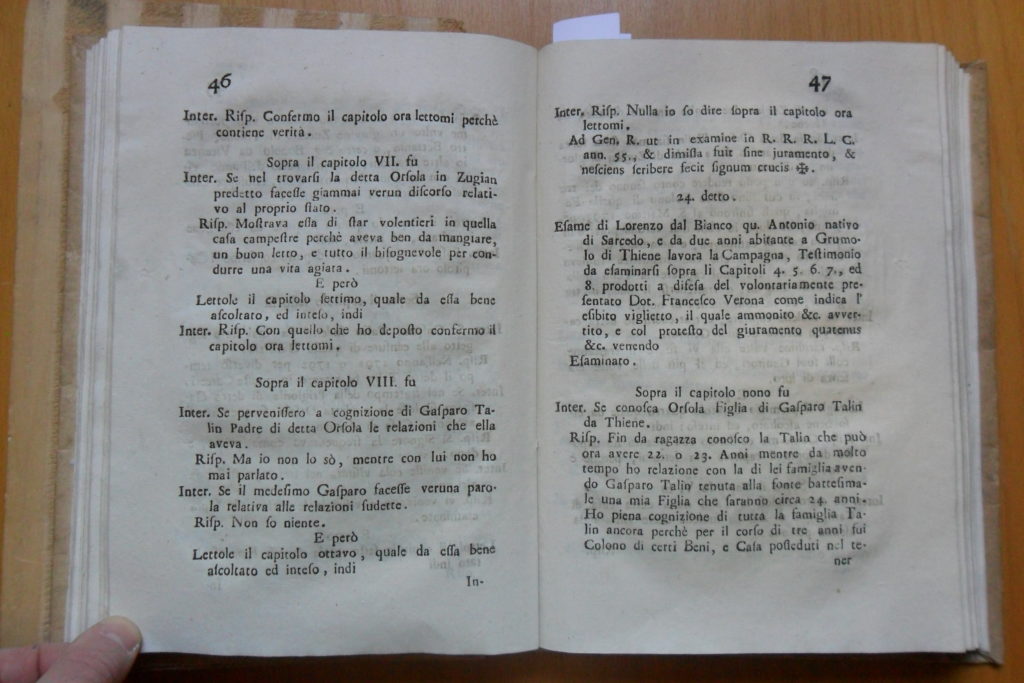 46
Inter. Riſp. Confermo il capitolo ora lettomi perchè
contiene verità.
Sopra il capitolo VII. fu
Inter. Se nel trovarſi la detta Orſola in Zugian
predetto faceſſe giammai verun diſcorſo relati-
vo al proprio ſtato.
Riſp. Moſtrava eſſa di ſtar volentieri in quella
caſa campeſtre perchè aveva ben da mangiare,
un buon letto, e tutto il biſognevole per con-
durre una vita agiata.
E però
Lettole il capitolo ſettimo, quale da eſſa bene
aſcoltato, ed inteſo, indi
Inter. Riſp. Con quello che ho depoſto confermo il
capitolo ora lettomi.
Sopra il capitolo VIII. fu
Inter. Se perveniſſero a cognizione di Gaſparo Ta-
lin Padre di detta Orſola le relazioni che ella
aveva.
Riſp. Ma io non lo sò, mentre con lui non ho
mai parlato.
Inter. Se il medeſimo Gaſparo faceſſe veruna paro-
la relativa alle relazioni ſudette.
Riſp. Non ſo niente.
E però
Lettole il capitolo ottavo, quale da eſſa bene
aſcoltato ed inteſo, indi
In-
47
Inter. Riſp. Nulla io ſo dire ſopra il capitolo ora
lettomi.
Ad Gen. R. ut in examine in R. R. R. L. C.
ann. 55., & dimiſſa fuit ſine juramento, &
neſciens ſcribere fecit ſignum crucis ✠.
24. detto.
Eſame di Lorenzo dal Bianco qu. Antonio nativo
di Sarcedo, e da due anni abitante a Grumo-
lo di Thiene lavora la Campagna, Teſtimonio
da eſaminarſi ſopra li Capitoli 4. 5. 6. 7., ed
8. prodotti a difeſa del volontariamente pre-
ſentato Dot. Franceſco Verona come indica l'
eſibito viglietto, il quale ammonito &c. avver-
tito, e col proteſto del giuramento quatenus
&c. venendo
Eſaminato.
Sopra il capitolo nono fu
Inter. Se conoſca Orſola Figlia di Gaſparo Talin
da Thiene.
Riſp. Fin da ragazza conoſco la Talin che può
ora avere 22. o 23. Anni mentre da molto
tempo ho relazione con la di lei famiglia aven-
do Gaſparo Talin tenuta alla fonte batteſima-
le una mia Figlia che ſaranno circa 24. anni.
Ho piena cognizione di tutta la famiglia Ta-
lin ancora perchè per il corſo di tre anni fui
Colono di certi Beni, e Caſa poſſeduti nel te-
ner